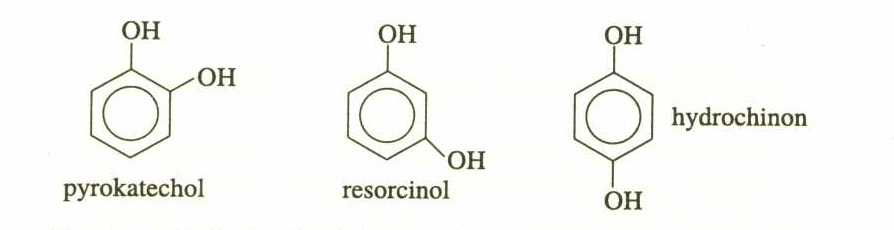 OH
OH
pyrokatechol
OH
OH
resorcinol
OH
hydrochinon
OH